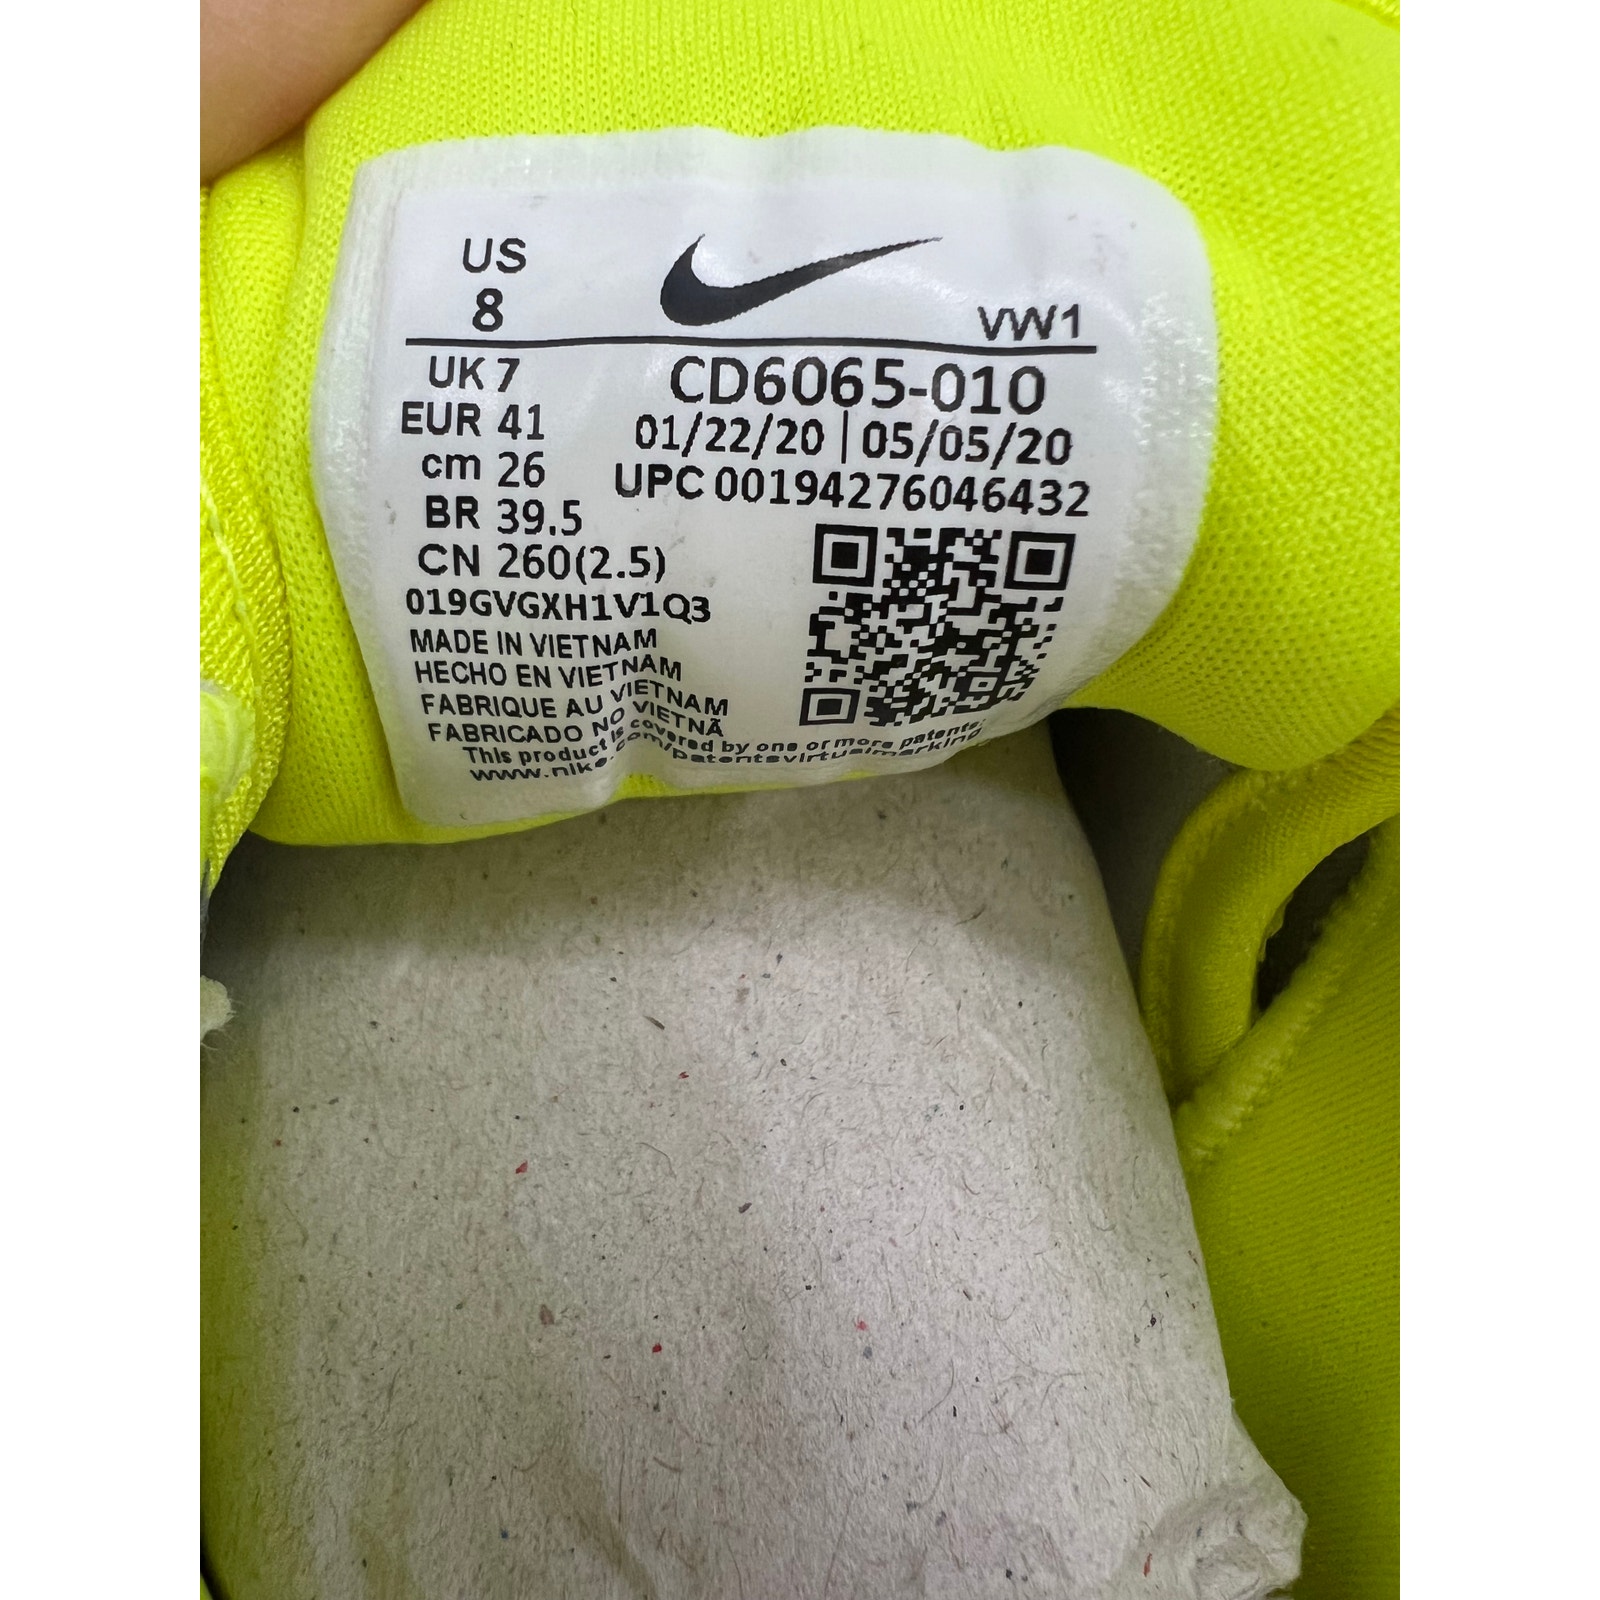 US
8
VW1
UK 7
EUR 41
cm 26
BR 39.5
CN 260(2.5)
CD6065-010
01/22/20 | 05/05/20
UPC 00194276046432
019GVGXH1V1Q3
MADE IN VIETNAM
HECHO EN VIETNAM
FABRIQUE AU VIETNAM
FABRICADO NO VIETNÃ
This product is covered by one or more patents:
www.nike.com/patentsvirtualmarking